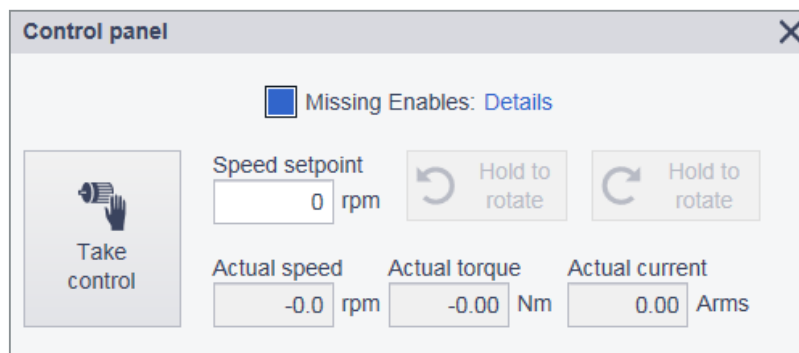 Control panel
Missing Enables: Details
Take
control
Speed setpoint
0 rpm
Hold to
rotate
Hold to
rotate
Actual speed
-0.0 rpm
Actual torque
-0.00 Nm
Actual current
0.00 Arms